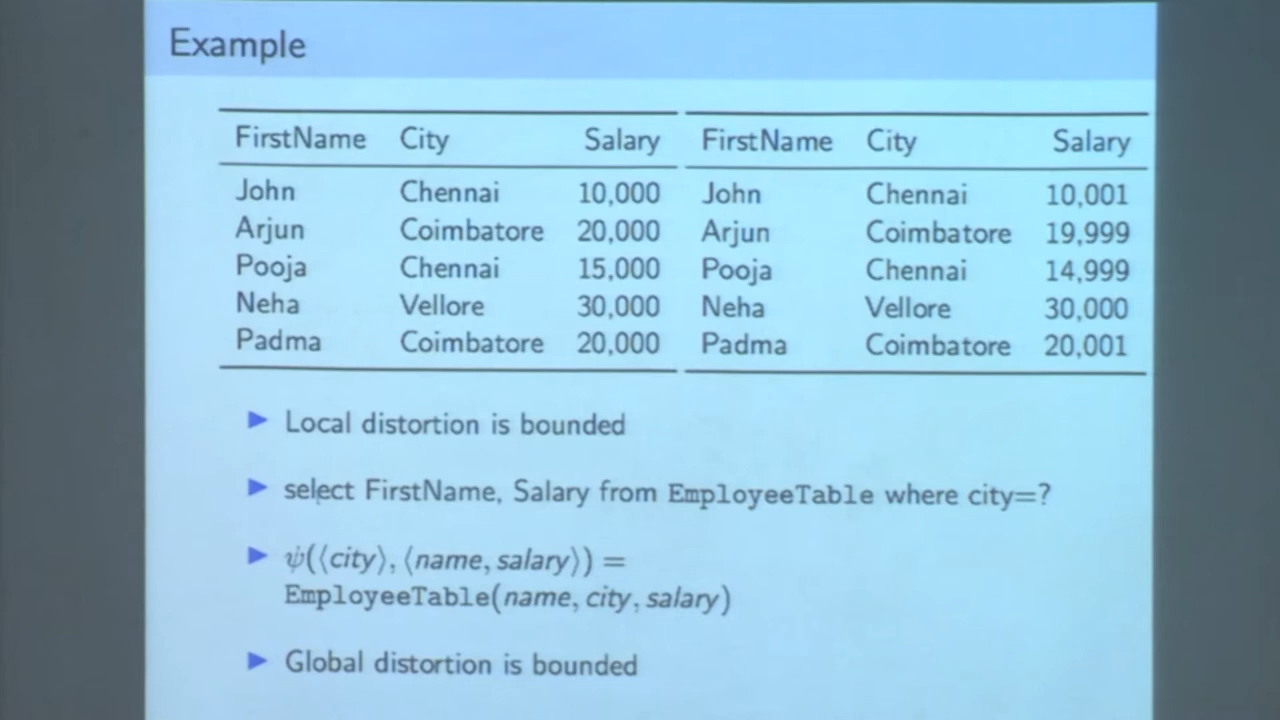 Example
FirstName City Salary FirstName City Salary
John Chennai 10,000 John Chennai 10,001
Arjun Coimbatore 20,000 Arjun Coimbatore 19,999
Pooja Chennai 15,000 Pooja Chennai 14,999
Neha Vellore 30,000 Neha Vellore 30,000
Padma Coimbatore 20,000 Padma Coimbatore 20,001
▶ Local distortion is bounded
▶ select FirstName, Salary from EmployeeTable where city=?
▶ ψ(⟨city⟩, ⟨name, salary⟩) =
EmployeeTable(name, city, salary)
▶ Global distortion is bounded